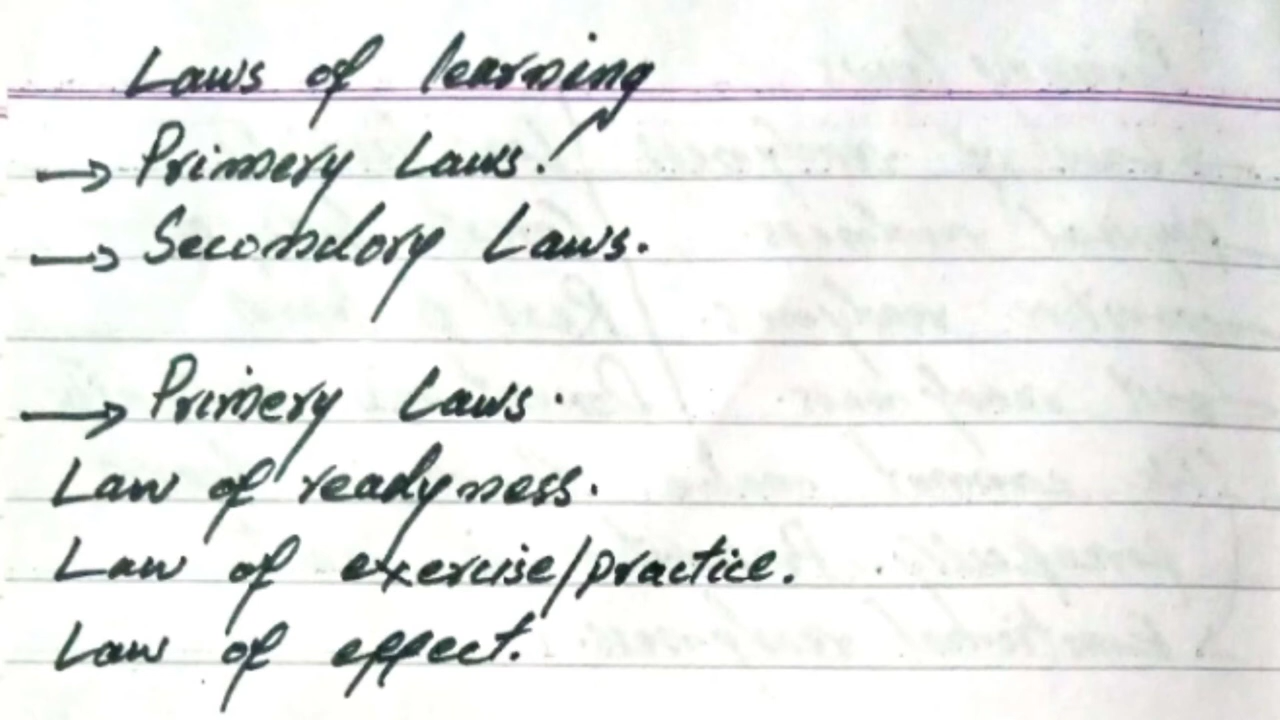 Laws of learning
→ Primery Laws.
→ Secondory Laws.
→ Primery Laws.
Law of readyness.
Law of exercise/practice.
Law of effect.